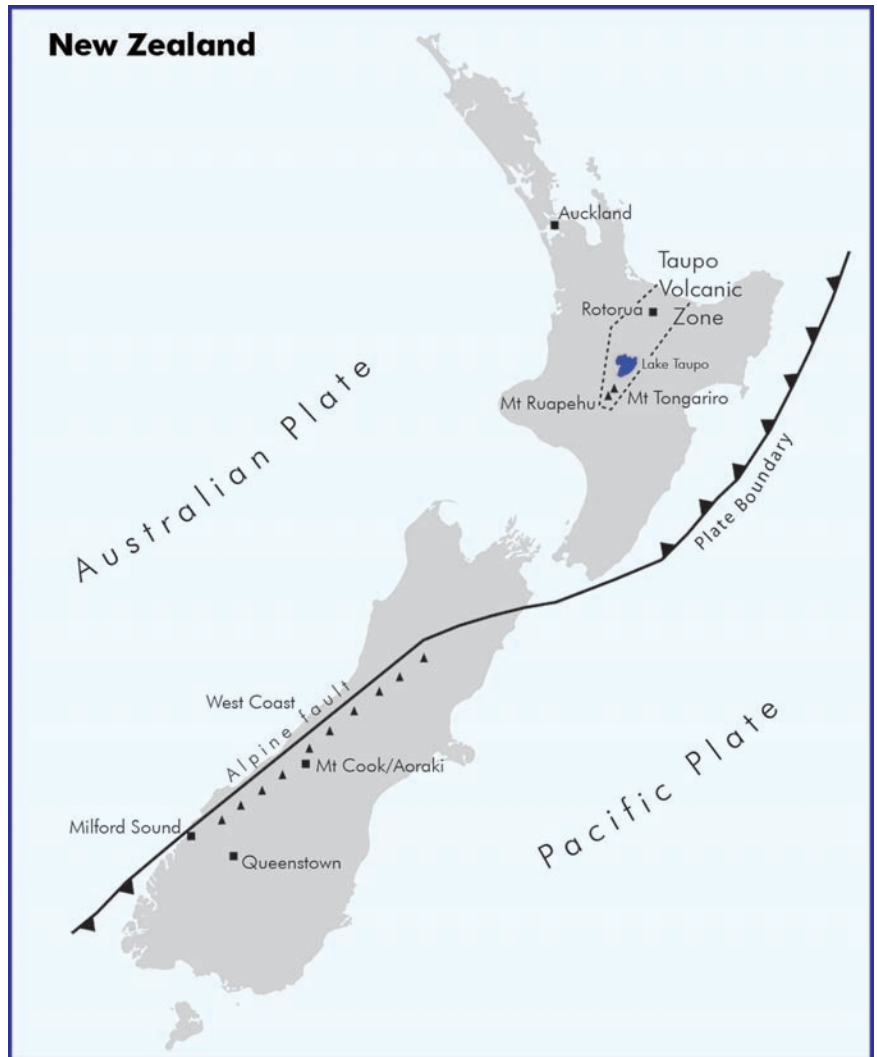 New Zealand
Auckland
Taupo
Volcanic
Zone
Rotorua
Lake Taupo
Mt Ruapehu
Mt Tongariro
Australian Plate
Plate Boundary
West Coast
Alpine fault
Mt Cook/Aoraki
Pacific Plate
Milford Sound
Queenstown